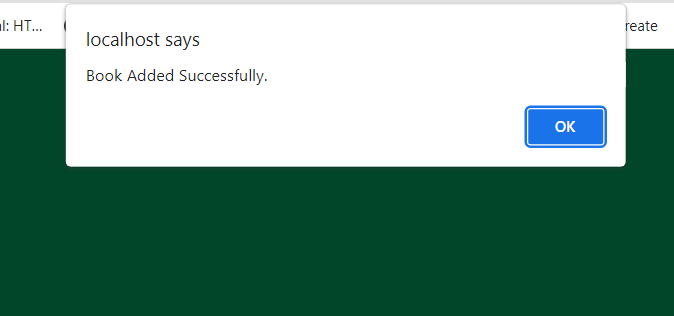 l: HT...
reate
localhost says
Book Added Successfully.
OK